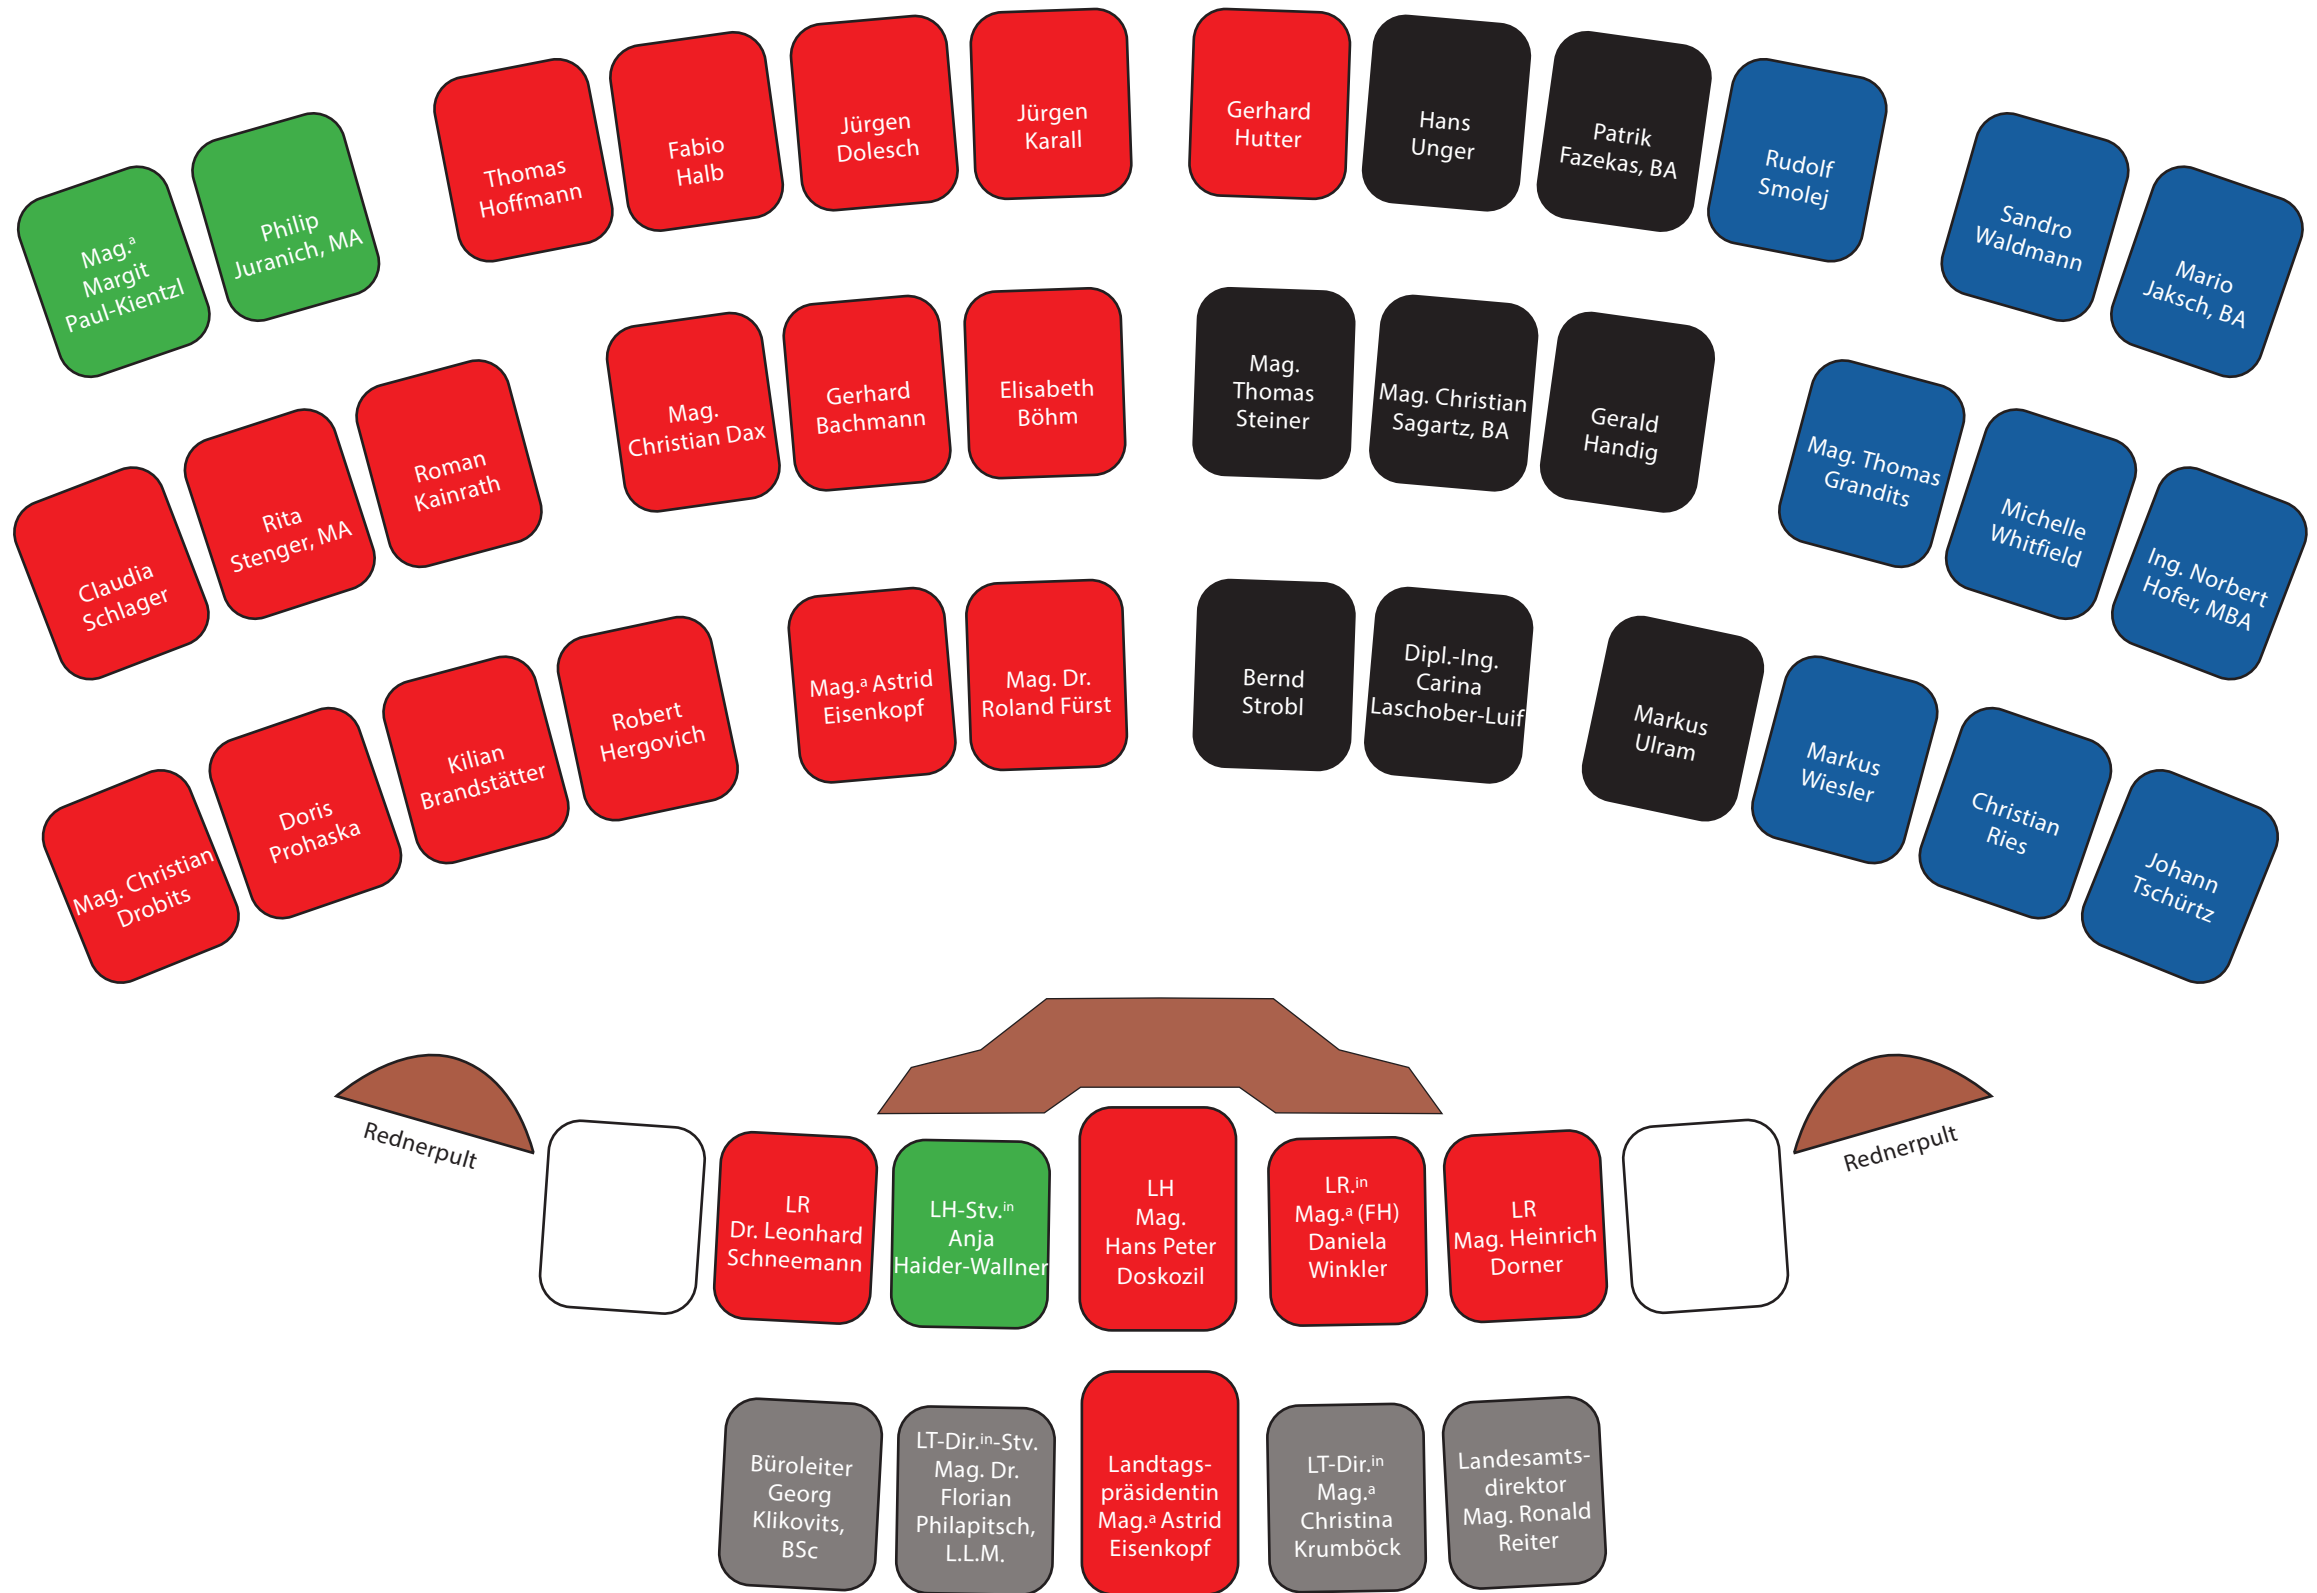 Mag.ª
Margit
Paul-Kientzl
Philip
Juranich, MA
Thomas
Hoffmann
Fabio
Halb
Jürgen
Dolesch
Jürgen
Karall
Gerhard
Hutter
Hans
Unger
Patrik
Fazekas, BA
Rudolf
Smolej
Sandro
Waldmann
Mario
Jaksch, BA
Claudia
Schlager
Rita
Stenger, MA
Roman
Kainrath
Mag.
Christian Dax
Gerhard
Bachmann
Elisabeth
Böhm
Mag.
Thomas
Steiner
Mag. Christian
Sagartz, BA
Gerald
Handig
Mag. Thomas
Grandits
Michelle
Whitfield
Ing. Norbert
Hofer, MBA
Mag. Christian
Drobits
Doris
Prohaska
Kilian
Brandstätter
Robert
Hergovich
Mag.ª Astrid
Eisenkopf
Mag. Dr.
Roland Fürst
Bernd
Strobl
Dipl.-Ing.
Carina
Laschober-Luif
Markus
Ulram
Markus
Wiesler
Christian
Ries
Johann
Tschürtz
Rednerpult
Rednerpult
LR
Dr. Leonhard
Schneemann
LH-Stv.ⁱⁿ
Anja
Haider-Wallner
LH
Mag.
Hans Peter
Doskozil
LR.ⁱⁿ
Mag.ª (FH)
Daniela
Winkler
LR
Mag. Heinrich
Dorner
Büroleiter
Georg
Klikovits,
BSc
LT-Dir.ⁱⁿ-Stv.
Mag. Dr.
Florian
Philapitsch,
L.L.M.
Landtags-
präsidentin
Mag.ª Astrid
Eisenkopf
LT-Dir.ⁱⁿ
Mag.ª
Christina
Krumböck
Landesamts-
direktor
Mag. Ronald
Reiter